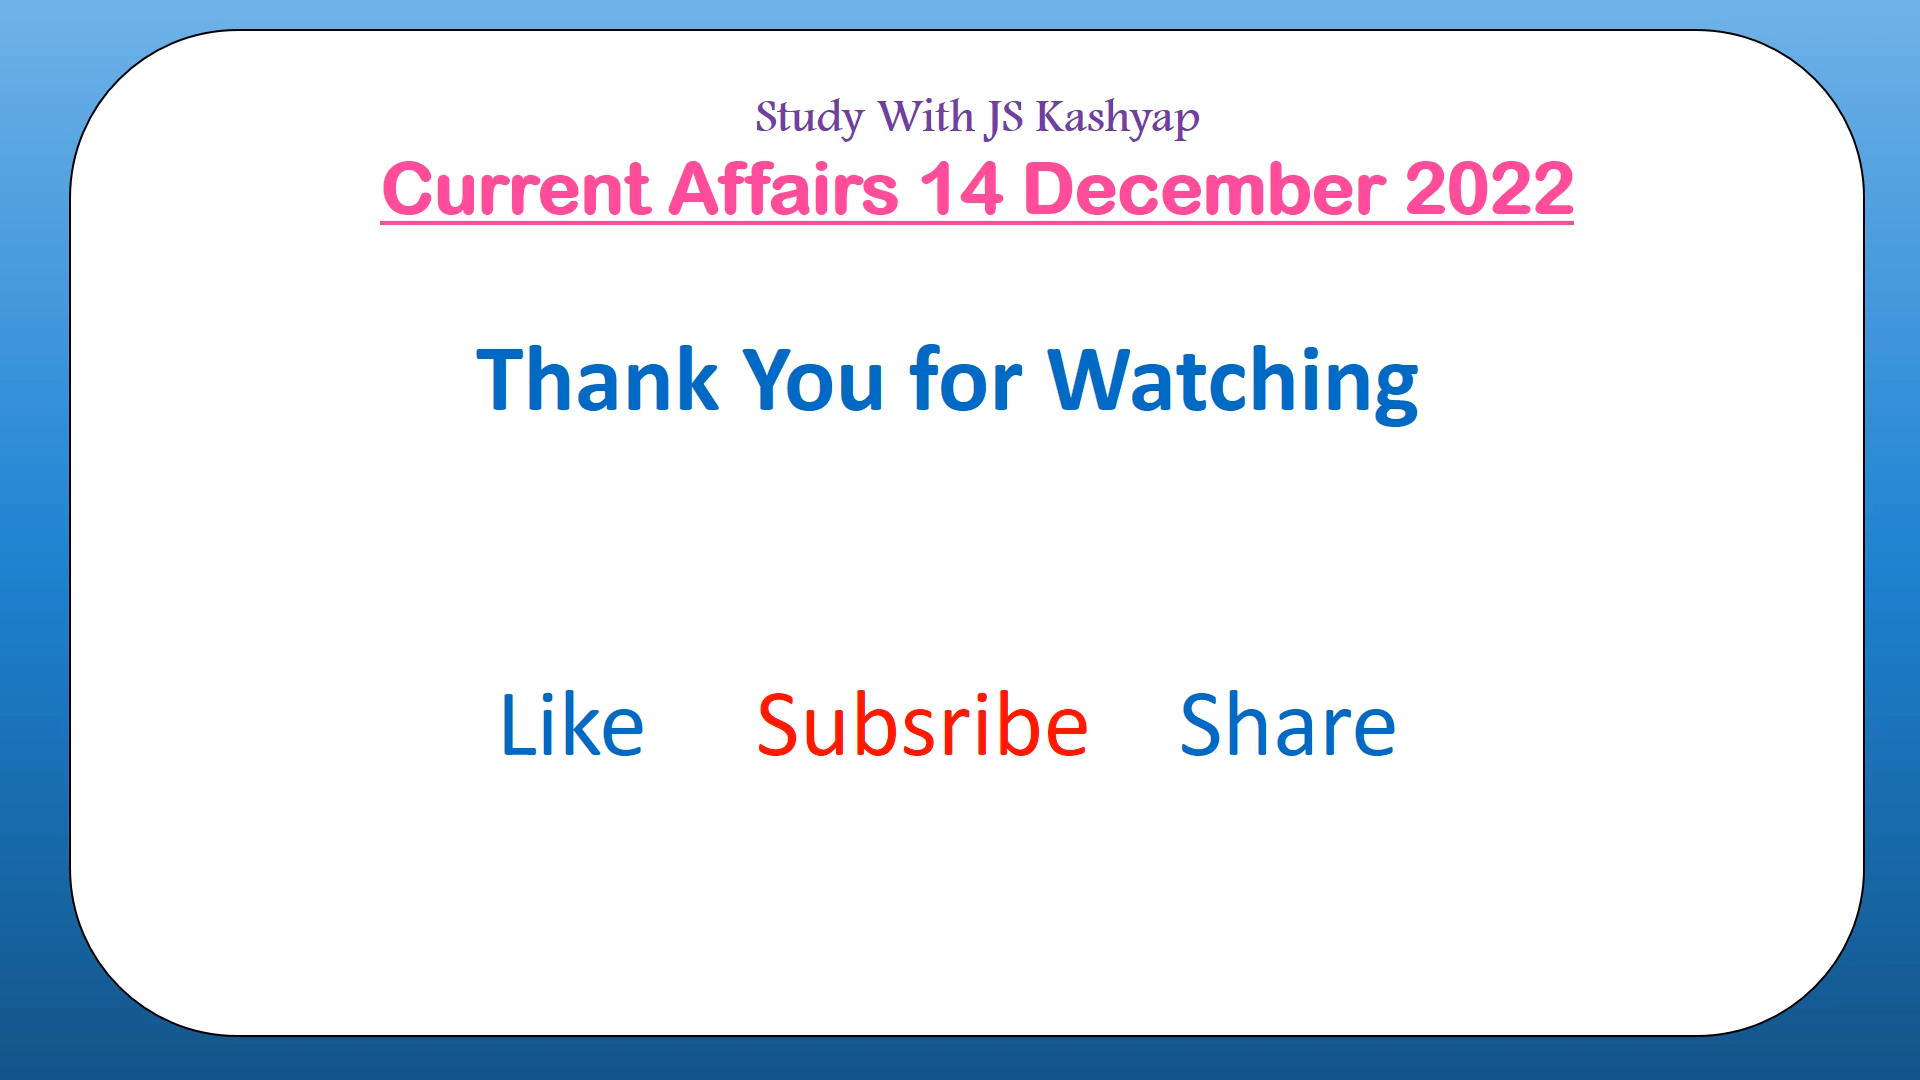 Study With JS Kashyap
Current Affairs 14 December 2022
Thank You for Watching
Like Subsribe Share